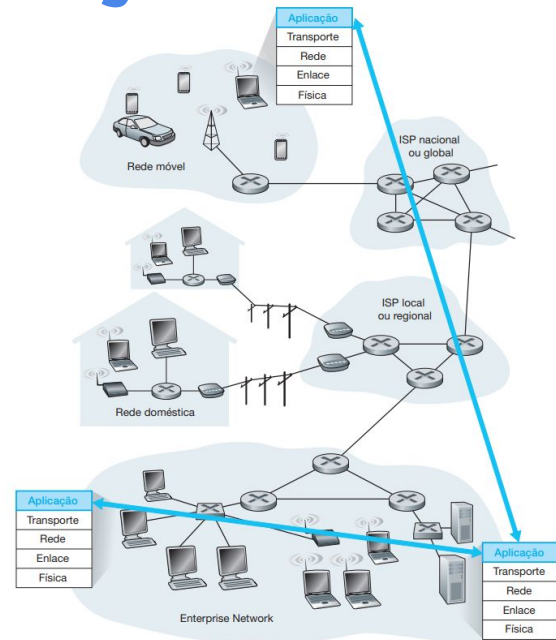 Aplicação
Transporte
Rede
Enlace
Física
Rede móvel
ISP nacional
ou global
ISP local
ou regional
Rede doméstica
Aplicação
Transporte
Rede
Enlace
Física
Enterprise Network
Aplicação
Transporte
Rede
Enlace
Física